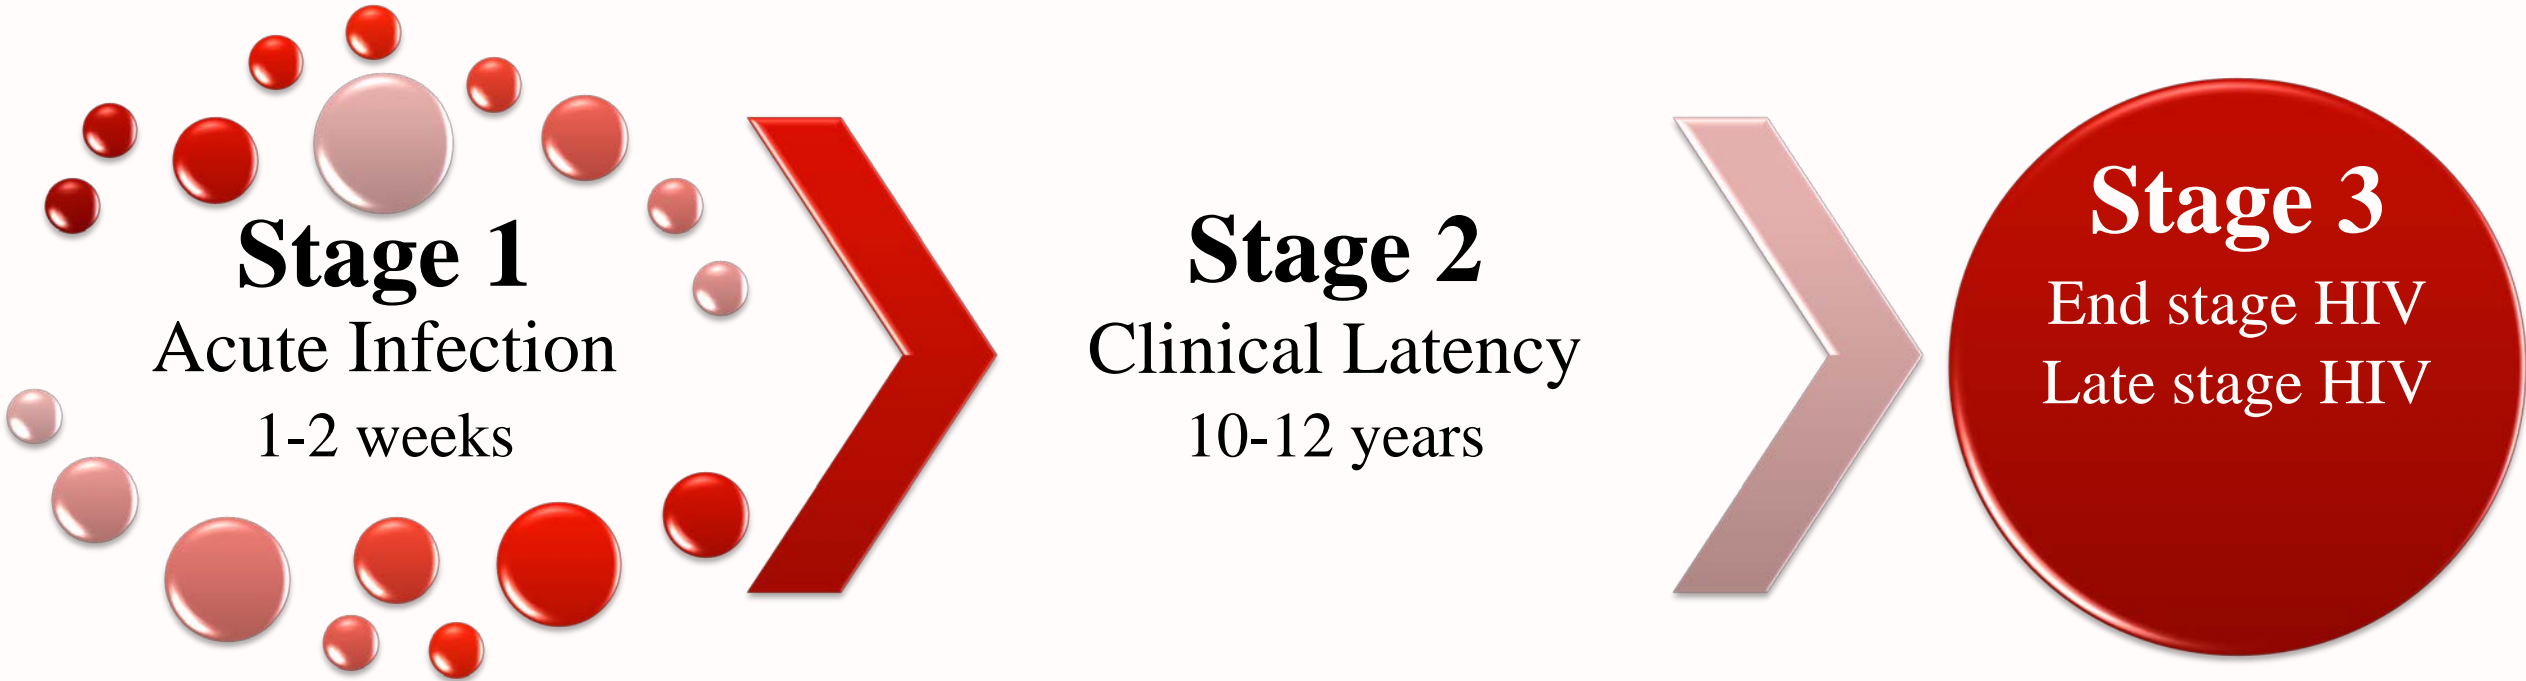 Stage 1
Acute Infection
1-2 weeks
Stage 2
Clinical Latency
10-12 years
Stage 3
End stage HIV
Late stage HIV